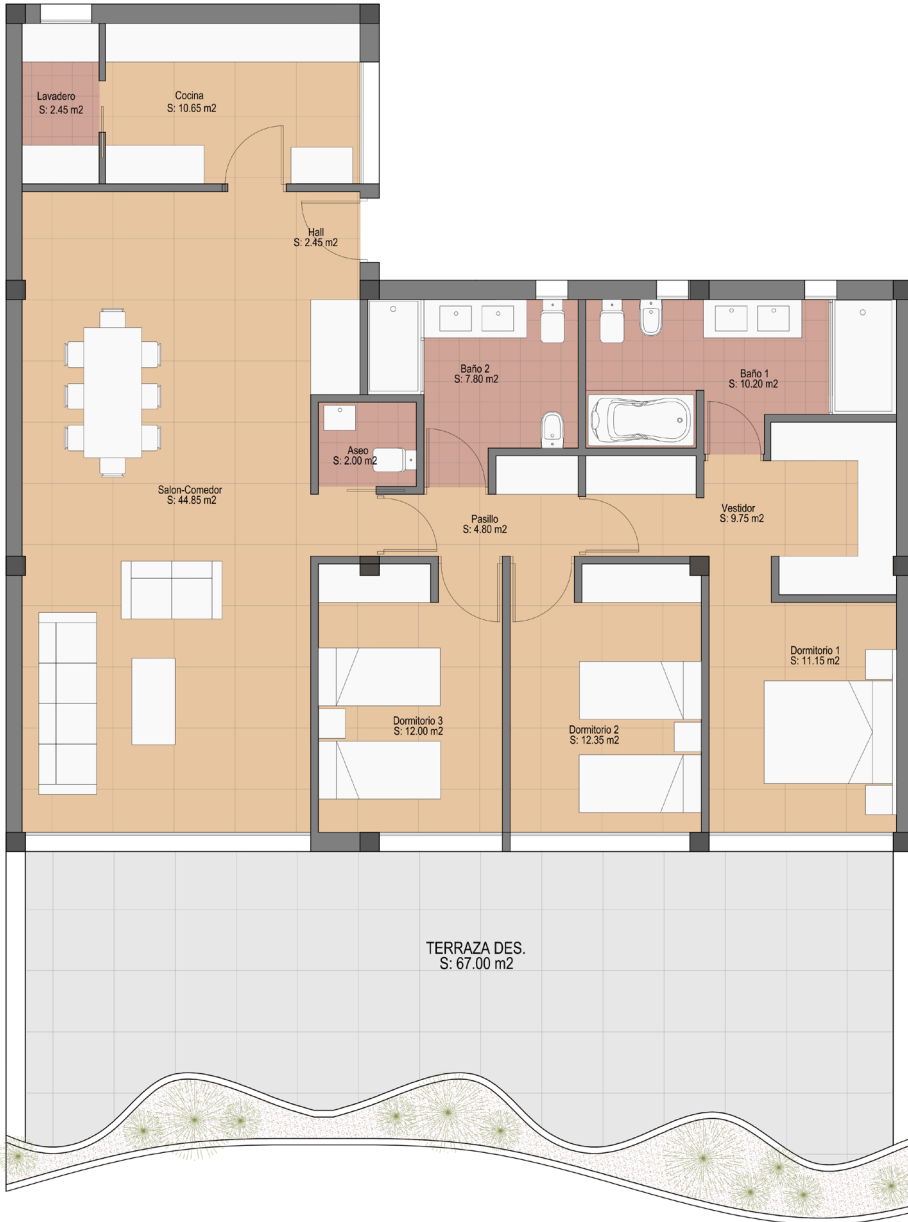 Lavadero
S: 2.45 m2
Cocina
S: 10.65 m2
Hall
S: 2.45 m2
Baño 2
S: 7.80 m2
Baño 1
S: 10.20 m2
Aseo
S: 2.00 m2
Salon-Comedor
S: 44.85 m2
Pasillo
S: 4.80 m2
Vestidor
S: 9.75 m2
Dormitorio 1
S: 11.15 m2
Dormitorio 3
S: 12.00 m2
Dormitorio 2
S: 12.35 m2
TERRAZA DES.
S: 67.00 m2